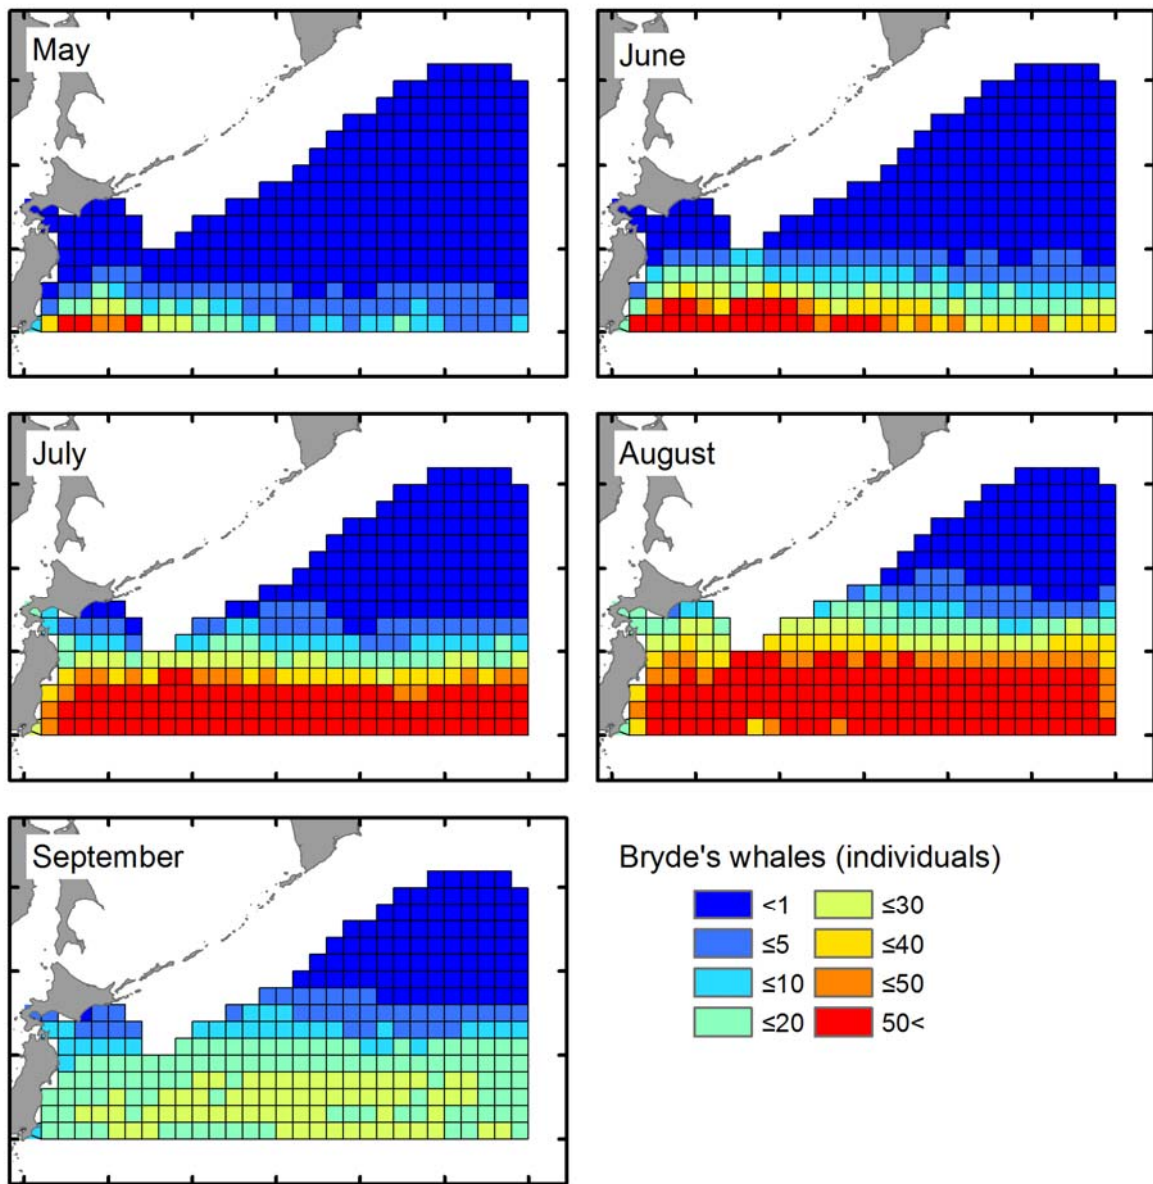 May
June
July
August
September
Bryde's whales (individuals)
<1 ≤30
≤5 ≤40
≤10 ≤50
≤20 50<